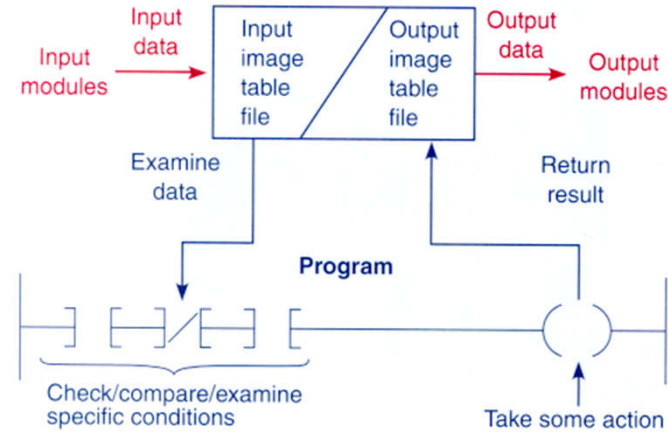 Input
modules
Input
data
Input
image
table
file
Output
image
table
file
Output
data
Output
modules
Examine
data
Return
result
Program
Check/compare/examine
specific conditions
Take some action